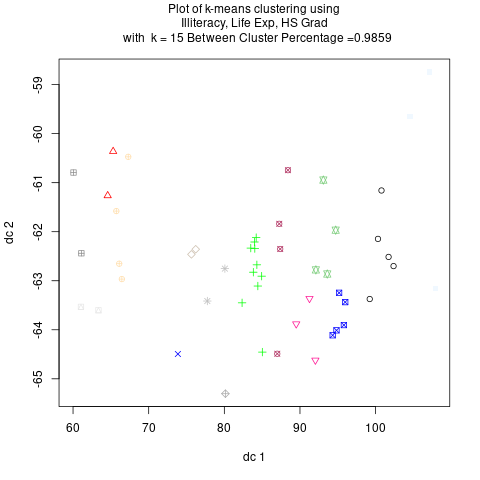 Plot of k-means clustering using
Illiteracy, Life Exp, HS Grad
with k = 15 Between Cluster Percentage =0.9859
-59
-60
-61
-62
-63
-64
-65
dc 2
60 70 80 90 100
dc 1